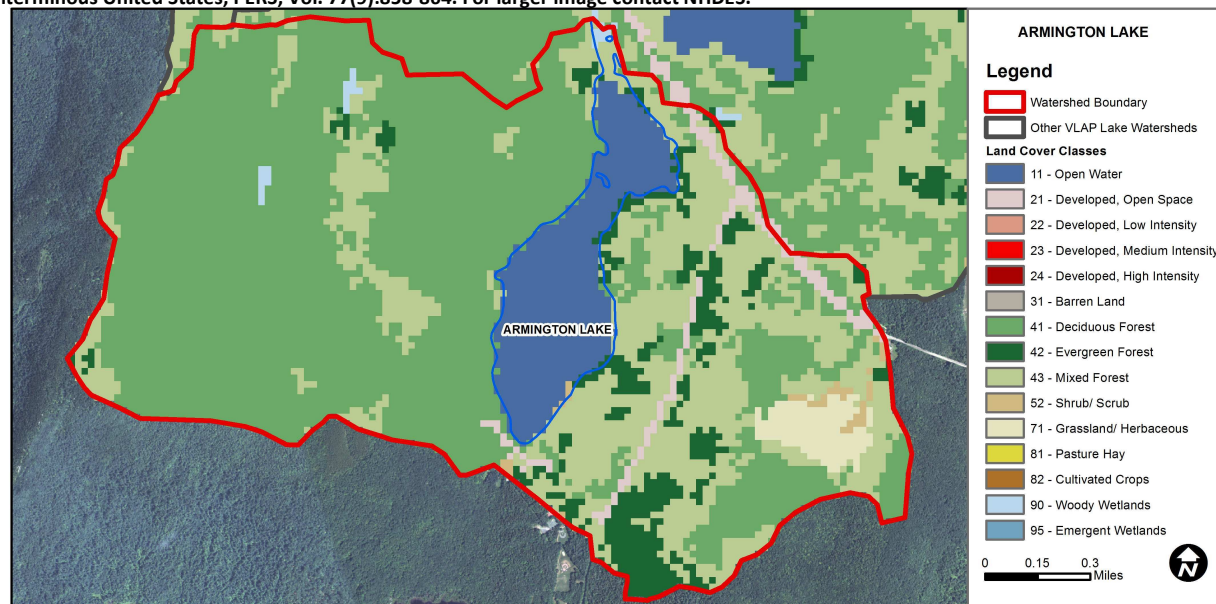 interminous United States, PERS, Vol. 77(9):858-864. For larger image contact NHDES.
ARMINGTON LAKE
Legend
Watershed Boundary
Other VLAP Lake Watersheds
Land Cover Classes
11 - Open Water
21 - Developed, Open Space
22 - Developed, Low Intensity
23 - Developed, Medium Intensity
24 - Developed, High Intensity
31 - Barren Land
41 - Deciduous Forest
42 - Evergreen Forest
43 - Mixed Forest
52 - Shrub/ Scrub
71 - Grassland/ Herbaceous
81 - Pasture Hay
82 - Cultivated Crops
90 - Woody Wetlands
95 - Emergent Wetlands
0 0.15 0.3
Miles
N
ARMINGTON LAKE